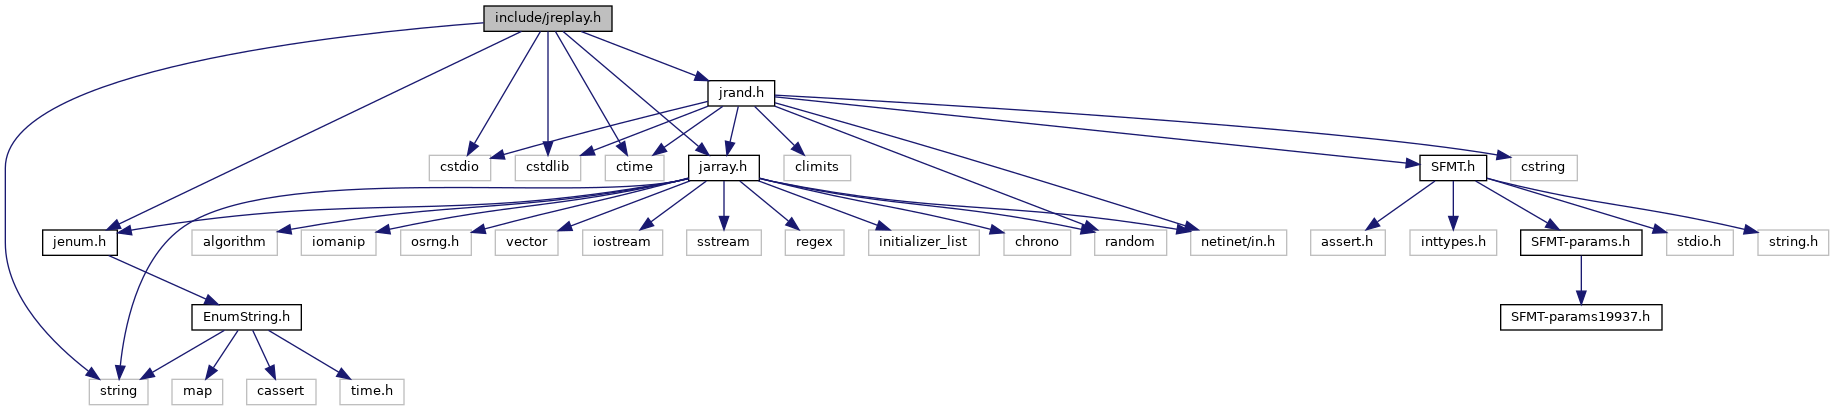 include/jreplay.h
jrand.h
cstdio
cstdlib
ctime
jarray.h
climits
SFMT.h
cstring
jenum.h
algorithm
iomanip
osrng.h
vector
iostream
sstream
regex
initializer_list
chrono
random
netinet/in.h
assert.h
inttypes.h
SFMT-params.h
stdio.h
string.h
EnumString.h
SFMT-params19937.h
string
map
cassert
time.h